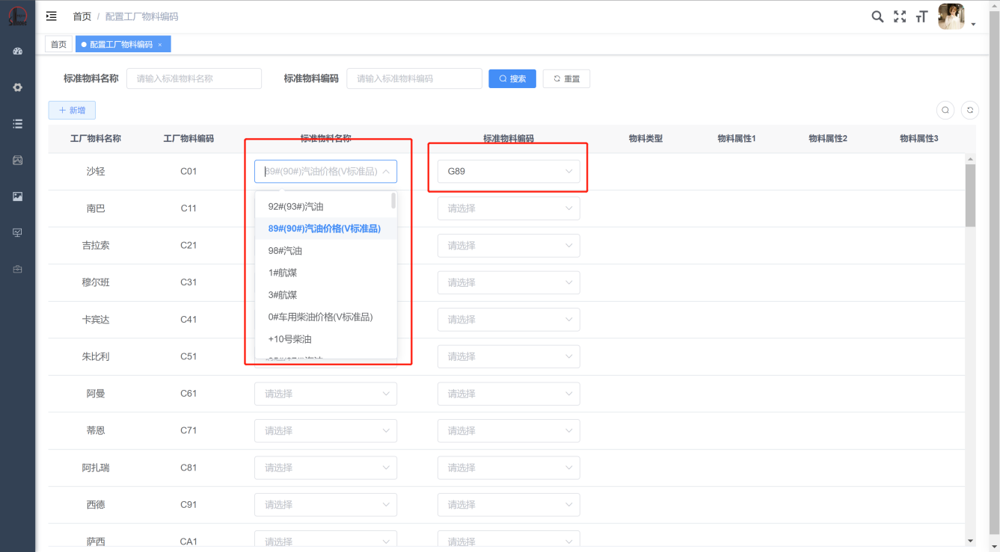 首页 / 配置工厂物料编码
首页 配置工厂物料编码 ×
标准物料名称 请输入标准物料名称 标准物料编码 请输入标准物料编码 搜索 重置
+ 新增
工厂物料名称 工厂物料编码 标准物料名称 标准物料编码 物料类型 物料属性1 物料属性2 物料属性3
沙轻 C01 89#(90#)汽油价格(V标准品) G89
92#(93#)汽油
南巴 C11 请选择
89#(90#)汽油价格(V标准品)
吉拉索 C21 请选择
98#汽油
1#航煤
穆尔班 C31 请选择
3#航煤
卡宾达 C41 请选择
0#车用柴油价格(V标准品)
+10号柴油
朱比利 C51 请选择
阿曼 C61 请选择 请选择
蒂恩 C71 请选择 请选择
阿扎瑞 C81 请选择 请选择
西德 C91 请选择 请选择
萨西 CA1 请选择 请选择